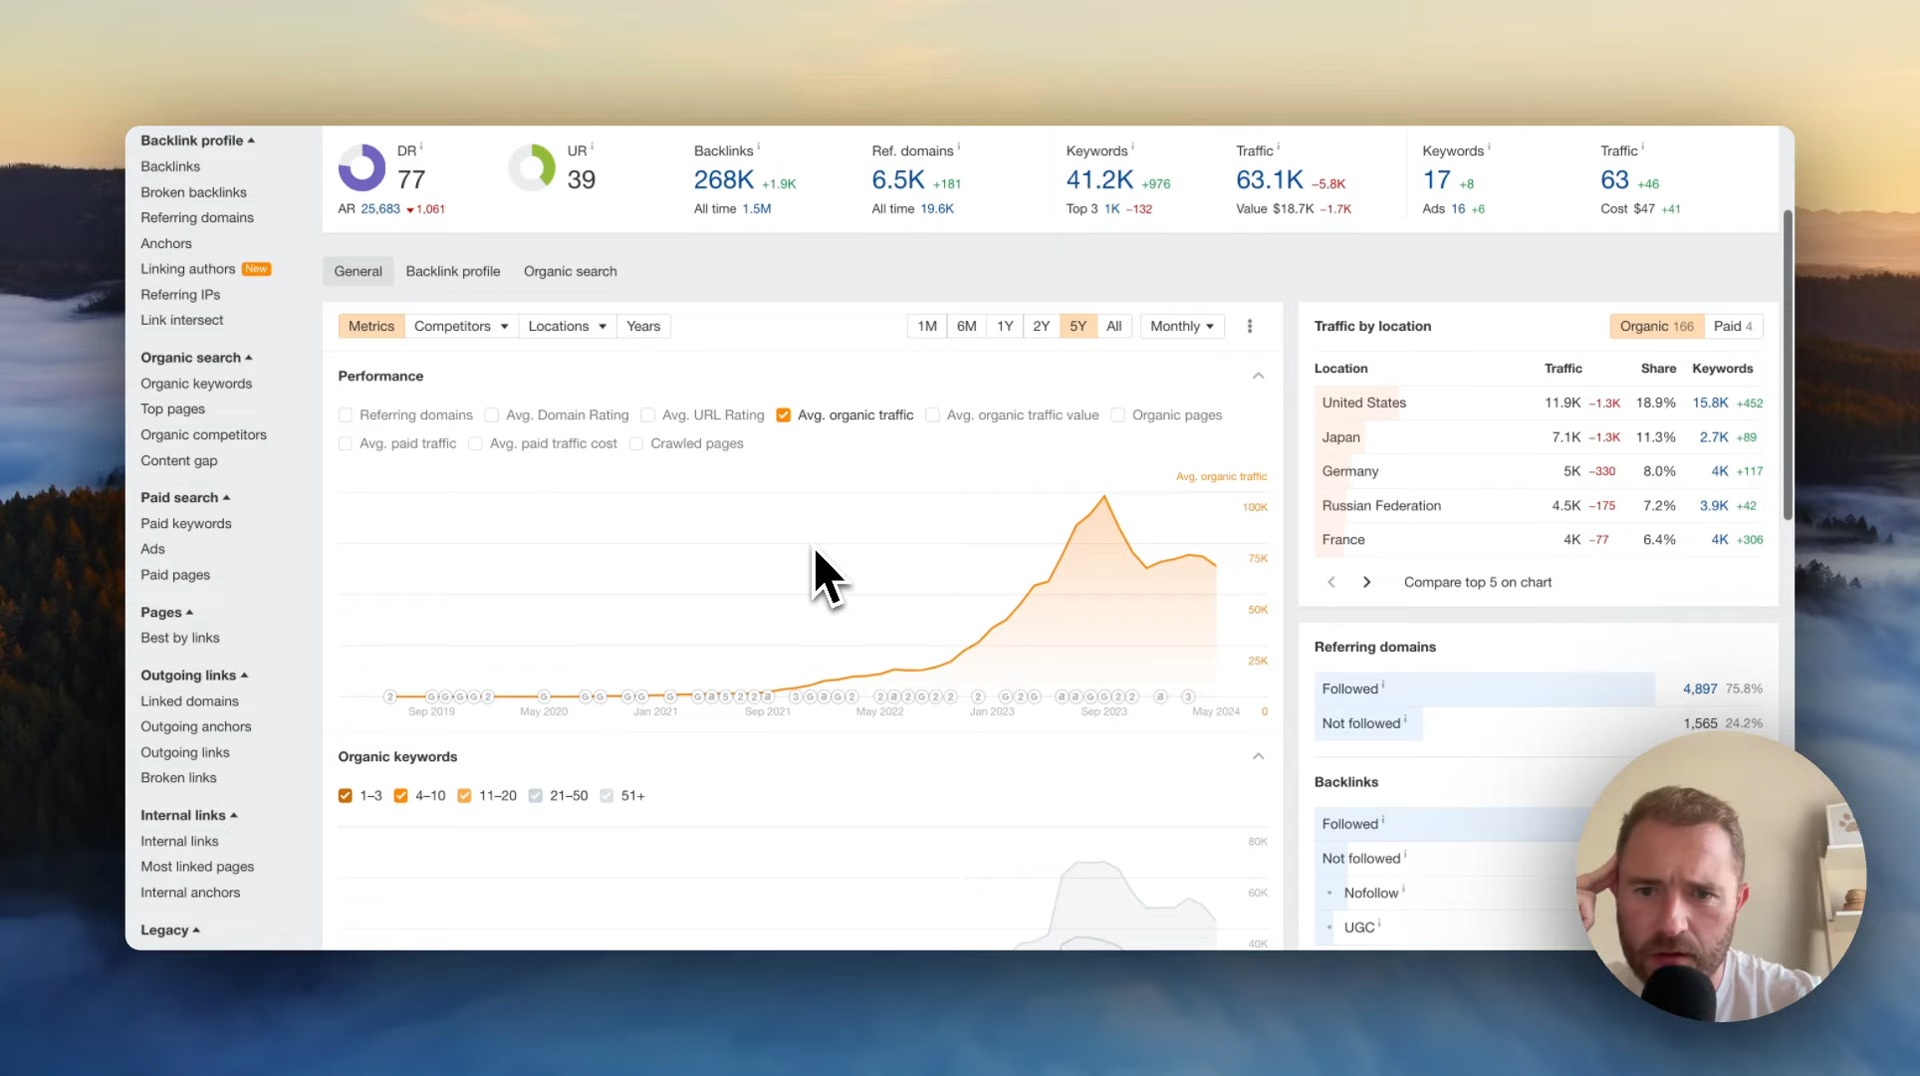 Backlink profile
Backlinks
Broken backlinks
Referring domains
Anchors
Linking authors New
Referring IPs
Link intersect
Organic search
Organic keywords
Top pages
Organic competitors
Content gap
Paid search
Paid keywords
Ads
Paid pages
Pages
Best by links
Outgoing links
Linked domains
Outgoing anchors
Outgoing links
Broken links
Internal links
Internal links
Most linked pages
Internal anchors
Legacy
DR i
77
AR 25,683 1,061
UR i
39
Backlinks i
268K +1.9K
All time 1.5M
Ref. domains i
6.5K +181
All time 19.6K
Keywords i
41.2K +976
Top 3 1K −132
Traffic i
63.1K −5.8K
Value $18.7K −1.7K
Keywords i
17 +8
Ads 16 +6
Traffic i
63 +46
Cost $47 +41
General Backlink profile Organic search
Metrics Competitors Locations Years
1M 6M 1Y 2Y 5Y All Monthly
Performance
Referring domains Avg. Domain Rating Avg. URL Rating Avg. organic traffic Avg. organic traffic value Organic pages
Avg. paid traffic Avg. paid traffic cost Crawled pages
Avg. organic traffic
100K
75K
50K
25K
0
Sep 2019 May 2020 Jan 2021 Sep 2021 May 2022 Jan 2023 Sep 2023 May 2024
Organic keywords
1–3 4–10 11–20 21–50 51+
80K
60K
40K
Traffic by location
Organic 166 Paid 4
Location Traffic Share Keywords
United States 11.9K −1.3K 18.9% 15.8K +452
Japan 7.1K −1.3K 11.3% 2.7K +89
Germany 5K −330 8.0% 4K +117
Russian Federation 4.5K −175 7.2% 3.9K +42
France 4K −77 6.4% 4K +306
Compare top 5 on chart
Referring domains
Followed i 4,897 75.8%
Not followed i 1,565 24.2%
Backlinks
Followed i
Not followed i
Nofollow i
UGC i